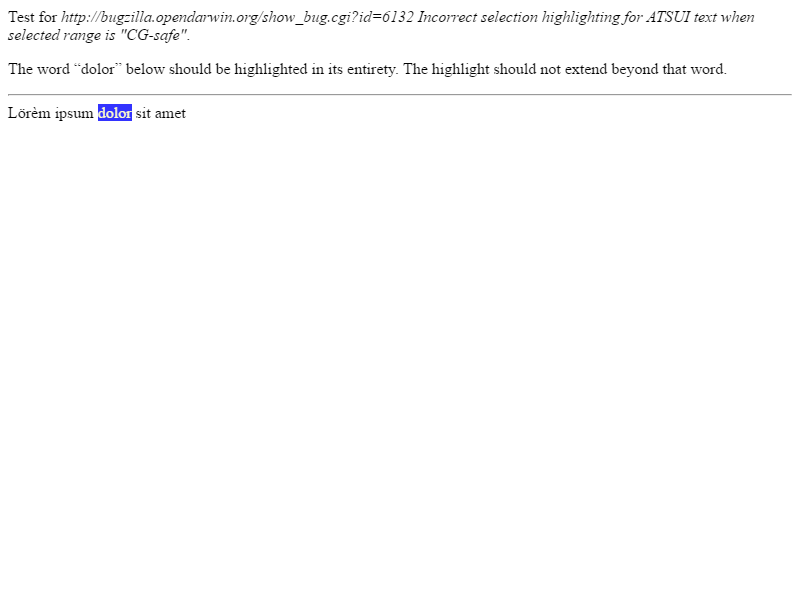 Test for http://bugzilla.opendarwin.org/show_bug.cgi?id=6132 Incorrect selection highlighting for ATSUI text when
selected range is "CG-safe".
The word “dolor” below should be highlighted in its entirety. The highlight should not extend beyond that word.
Lörèm ipsum dolor sit amet